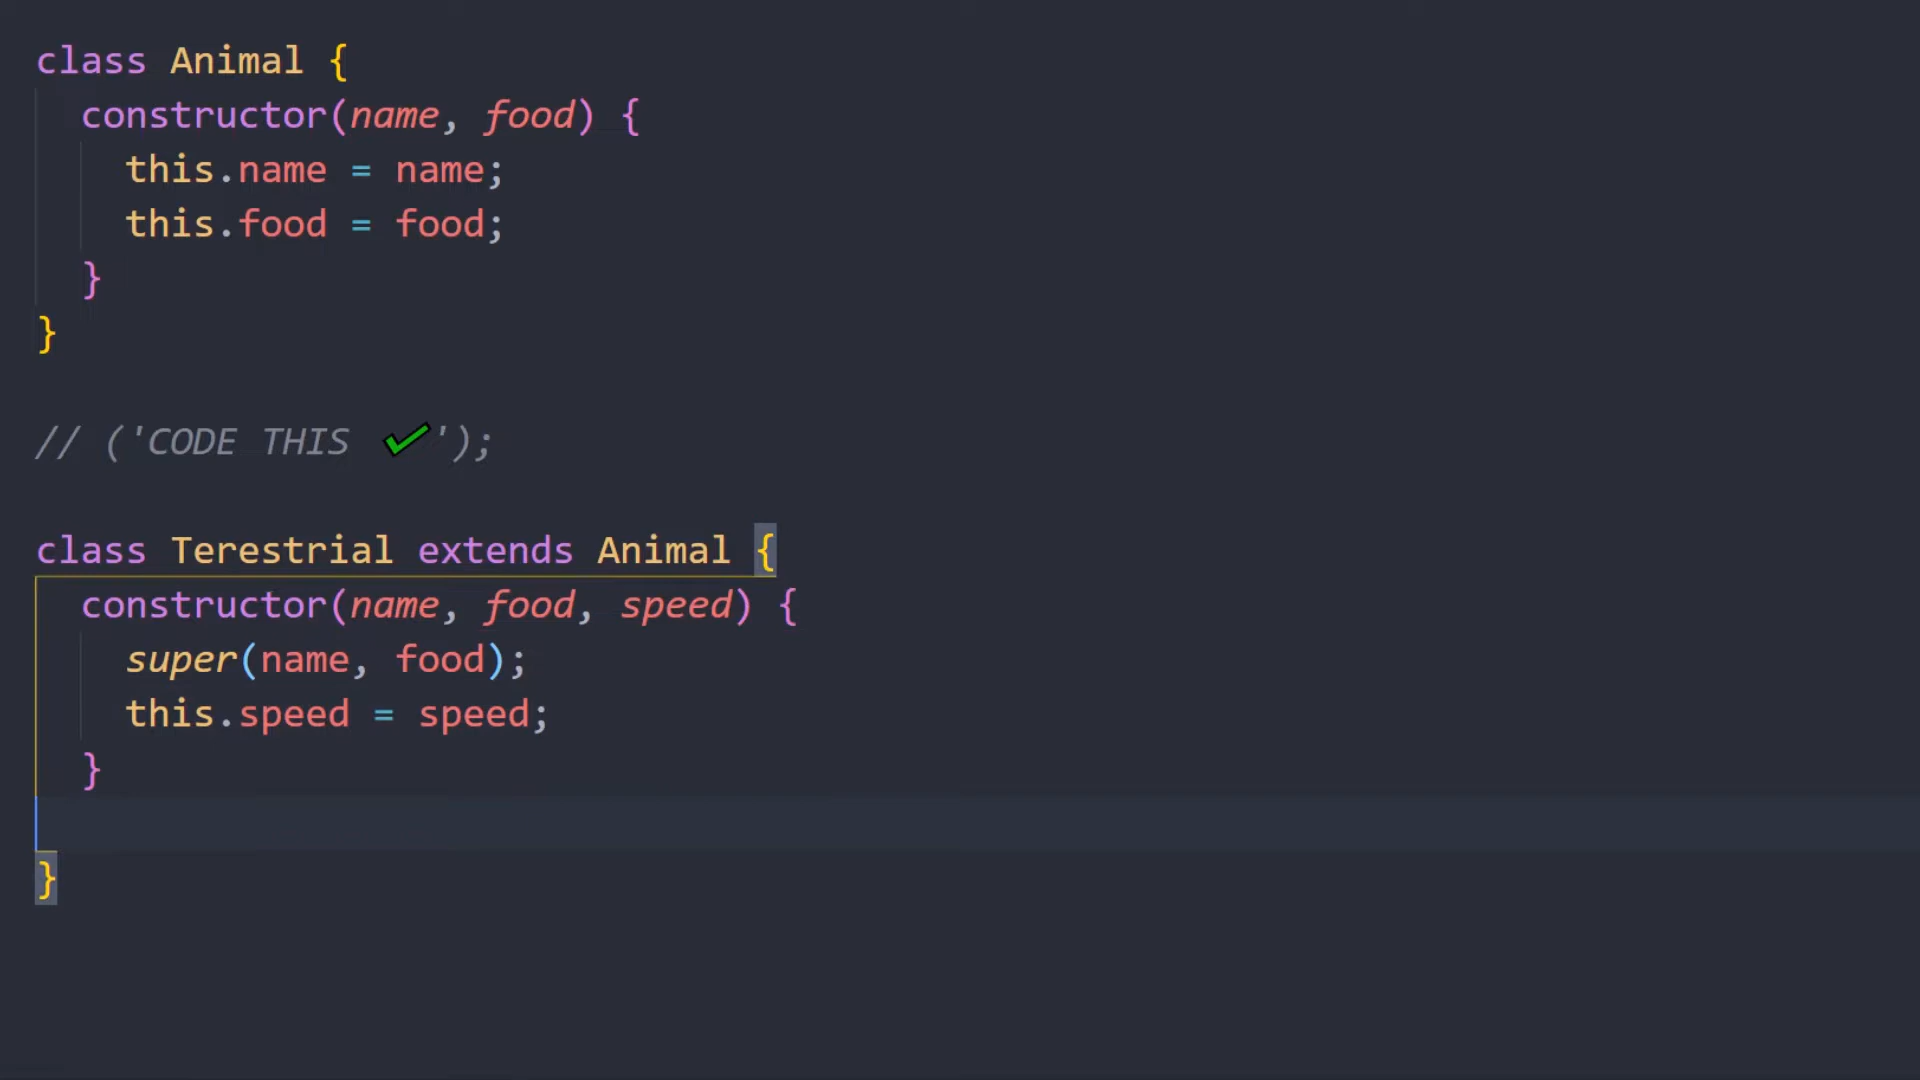 class Animal {
  constructor(name, food) {
    this.name = name;
    this.food = food;
  }
}
// ('CODE THIS ✔');
class Terestrial extends Animal {
  constructor(name, food, speed) {
    super(name, food);
    this.speed = speed;
  }
}